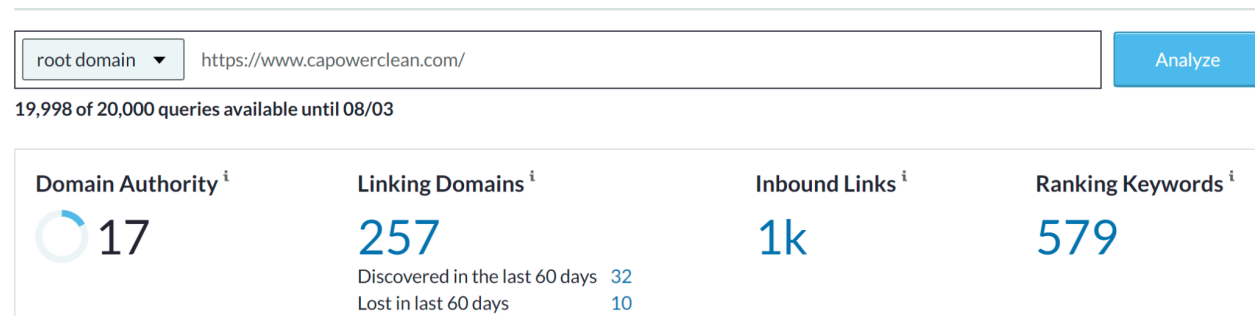 root domain https://www.capowerclean.com/ Analyze
19,998 of 20,000 queries available until 08/03
Domain Authority i Linking Domains i Inbound Links i Ranking Keywords i
17 257 1k 579
Discovered in the last 60 days 32
Lost in last 60 days 10